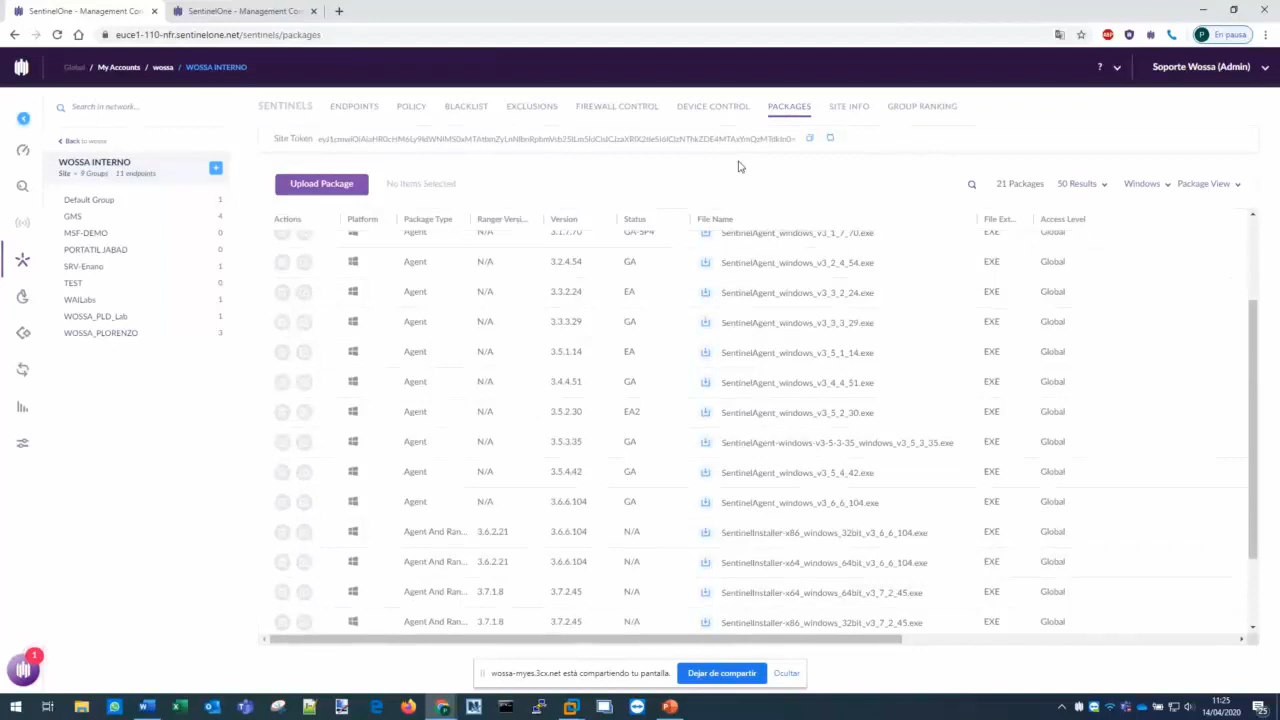 SentinelOne - Management Con
SentinelOne - Management Con
euce1-110-nfr.sentinelone.net/sentinels/packages
ABP
P En pausa
Global / My Accounts / wossa / WOSSA INTERNO
? Soporte Wossa (Admin)
Search in network...
SENTINELS ENDPOINTS POLICY BLACKLIST EXCLUSIONS FIREWALL CONTROL DEVICE CONTROL PACKAGES SITE INFO GROUP RANKING
Site Token
Back to wossa
WOSSA INTERNO
Site – 9 Groups 11 endpoints
Default Group 1
GMS 4
MSF-DEMO 0
PORTATIL JABAD 0
SRV-Enano 1
TEST 0
WAILabs 1
WOSSA_PLD_Lab 1
WOSSA_PLORENZO 3
Upload Package No Items Selected 21 Packages 50 Results Windows Package View
Actions Platform Package Type Ranger Versi... Version Status File Name File Ext... Access Level
Agent N/A 3.1.7.70 GA-SP4 SentinelAgent_windows_v3_1_7_70.exe EXE Global
Agent N/A 3.2.4.54 GA SentinelAgent_windows_v3_2_4_54.exe EXE Global
Agent N/A 3.3.2.24 EA SentinelAgent_windows_v3_3_2_24.exe EXE Global
Agent N/A 3.3.3.29 GA SentinelAgent_windows_v3_3_3_29.exe EXE Global
Agent N/A 3.5.1.14 EA SentinelAgent_windows_v3_5_1_14.exe EXE Global
Agent N/A 3.4.4.51 GA SentinelAgent_windows_v3_4_4_51.exe EXE Global
Agent N/A 3.5.2.30 EA2 SentinelAgent_windows_v3_5_2_30.exe EXE Global
Agent N/A 3.5.3.35 GA SentinelAgent-windows-v3-5-3-35_windows_v3_5_3_35.exe EXE Global
Agent N/A 3.5.4.42 GA SentinelAgent_windows_v3_5_4_42.exe EXE Global
Agent N/A 3.6.6.104 GA SentinelAgent_windows_v3_6_6_104.exe EXE Global
Agent And Ran... 3.6.2.21 3.6.6.104 N/A SentinelInstaller-x86_windows_32bit_v3_6_6_104.exe EXE Global
Agent And Ran... 3.6.2.21 3.6.6.104 N/A SentinelInstaller-x64_windows_64bit_v3_6_6_104.exe EXE Global
Agent And Ran... 3.7.1.8 3.7.2.45 N/A SentinelInstaller-x64_windows_64bit_v3_7_2_45.exe EXE Global
Agent And Ran... 3.7.1.8 3.7.2.45 N/A SentinelInstaller-x86_windows_32bit_v3_7_2_45.exe EXE Global
1
wossa-myes.3cx.net está compartiendo tu pantalla. Dejar de compartir Ocultar
11:25
14/04/2020
25